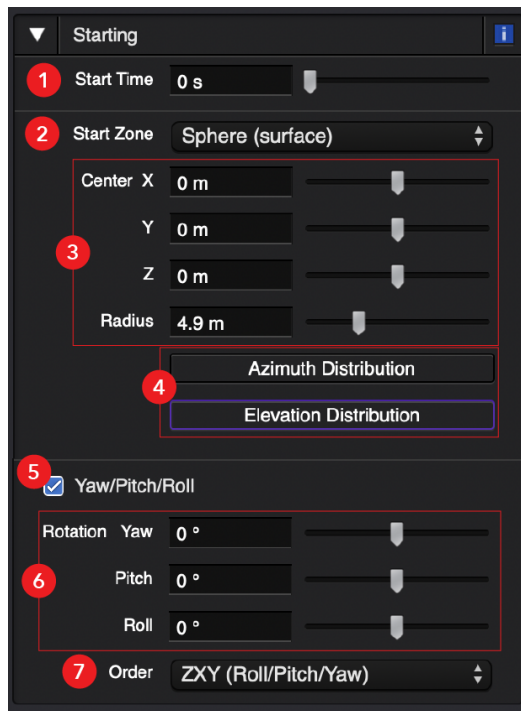 ▼ Starting i
1 Start Time 0 s
2 Start Zone Sphere (surface)
Center X 0 m
Y 0 m
3
Z 0 m
Radius 4.9 m
Azimuth Distribution
4
Elevation Distribution
5
Yaw/Pitch/Roll
Rotation Yaw 0 °
6 Pitch 0 °
Roll 0 °
7 Order ZXY (Roll/Pitch/Yaw)